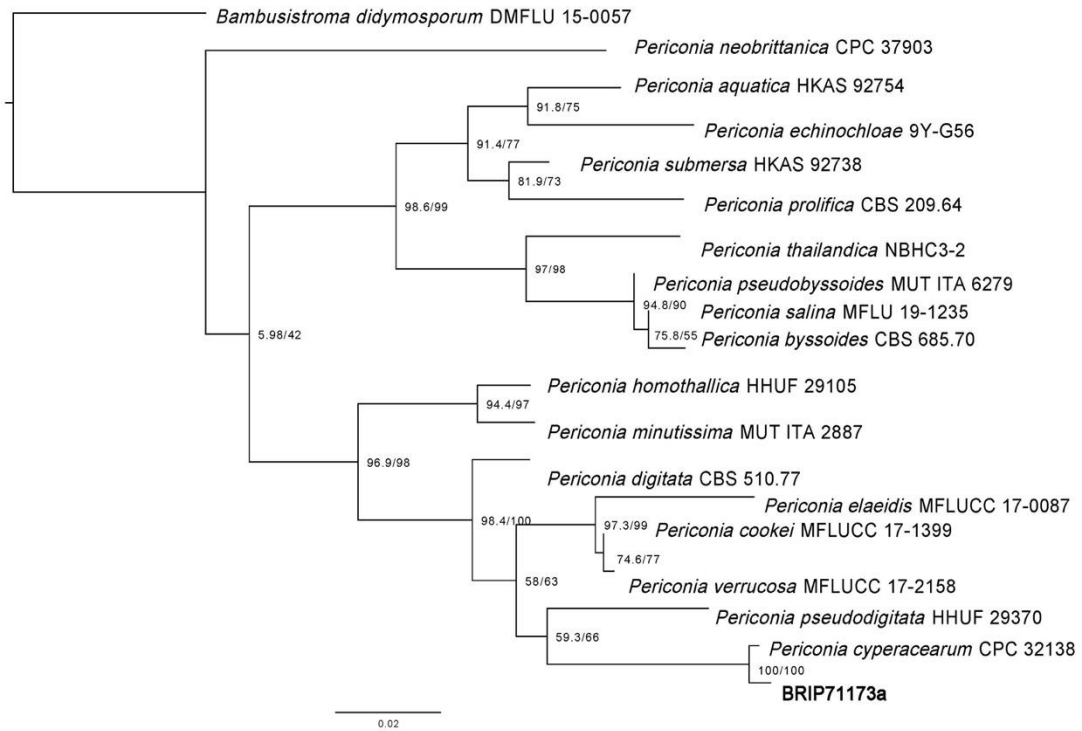 Bambusistroma didymosporum DMFLU 15-0057
Periconia neobrittanica CPC 37903
Periconia aquatica HKAS 92754
91.8/75
Periconia echinochloae 9Y-G56
91.4/77
Periconia submersa HKAS 92738
81.9/73
Periconia prolifica CBS 209.64
98.6/99
Periconia thailandica NBHC3-2
97/98
Periconia pseudobyssoides MUT ITA 6279
94.8/90
Periconia salina MFLU 19-1235
75.8/55
Periconia byssoides CBS 685.70
5.98/42
Periconia homothallica HHUF 29105
94.4/97
Periconia minutissima MUT ITA 2887
96.9/98
Periconia digitata CBS 510.77
Periconia elaeidis MFLUCC 17-0087
98.4/100
97.3/99
Periconia cookei MFLUCC 17-1399
74.6/77
58/63
Periconia verrucosa MFLUCC 17-2158
Periconia pseudodigitata HHUF 29370
59.3/66
Periconia cyperacearum CPC 32138
100/100
BRIP71173a
0.02